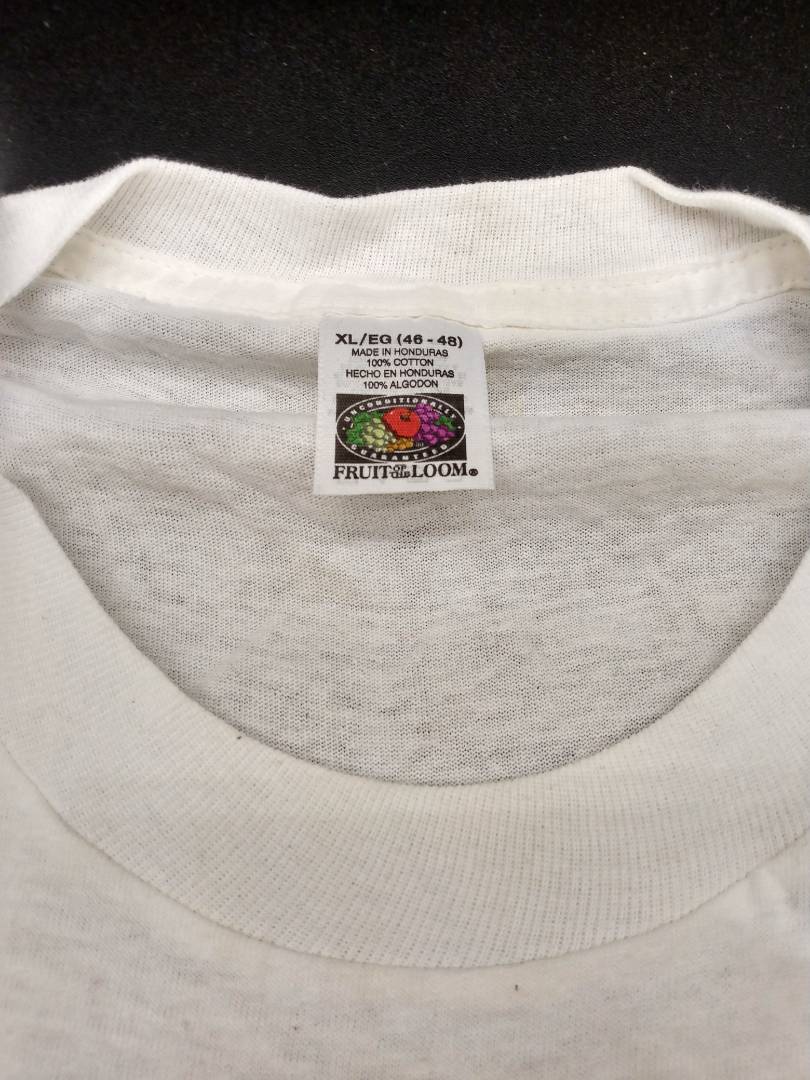 XL/EG (46 - 48)
MADE IN HONDURAS
100% COTTON
HECHO EN HONDURAS
100% ALGODON
UNCONDITIONALLY
GUARANTEED
FRUIT OF THE LOOM®